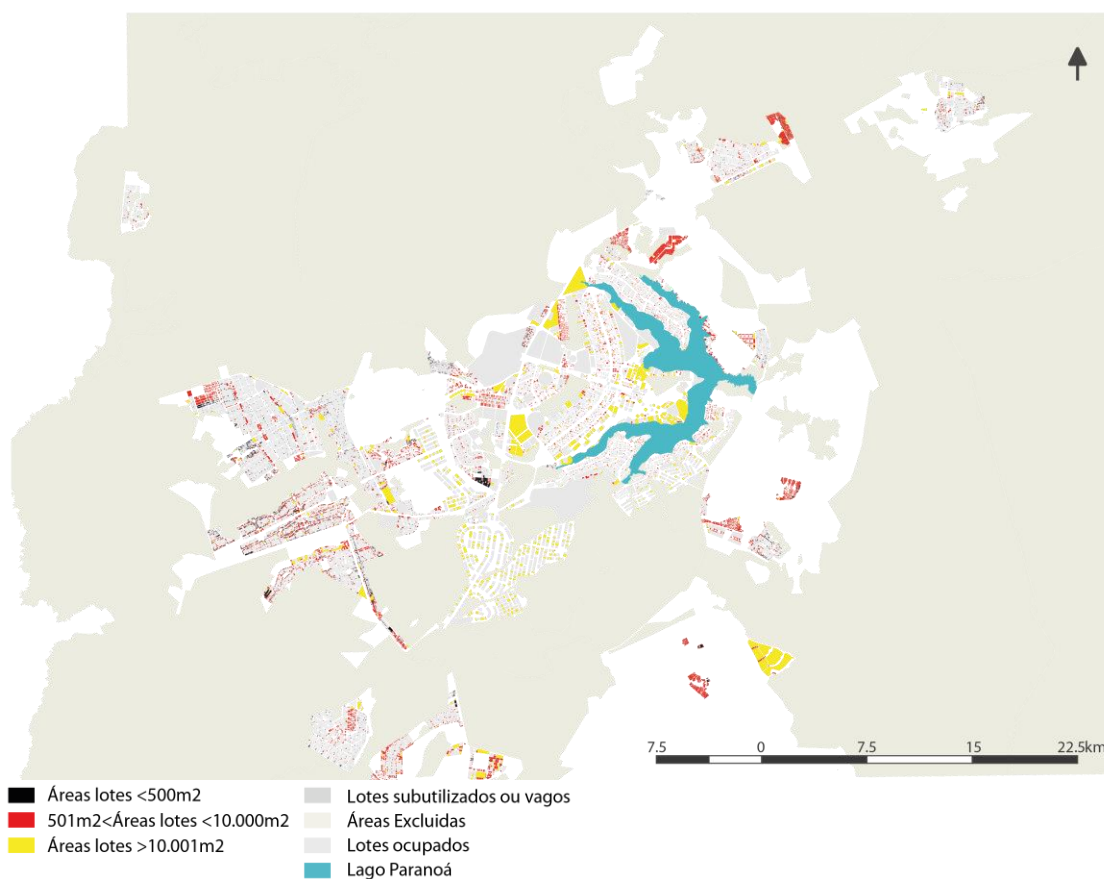 7.5 0 7.5 15 22.5km
Áreas lotes <500m2
501m2<Áreas lotes <10.000m2
Áreas lotes >10.001m2
Lotes subutilizados ou vagos
Áreas Excluidas
Lotes ocupados
Lago Paranoá